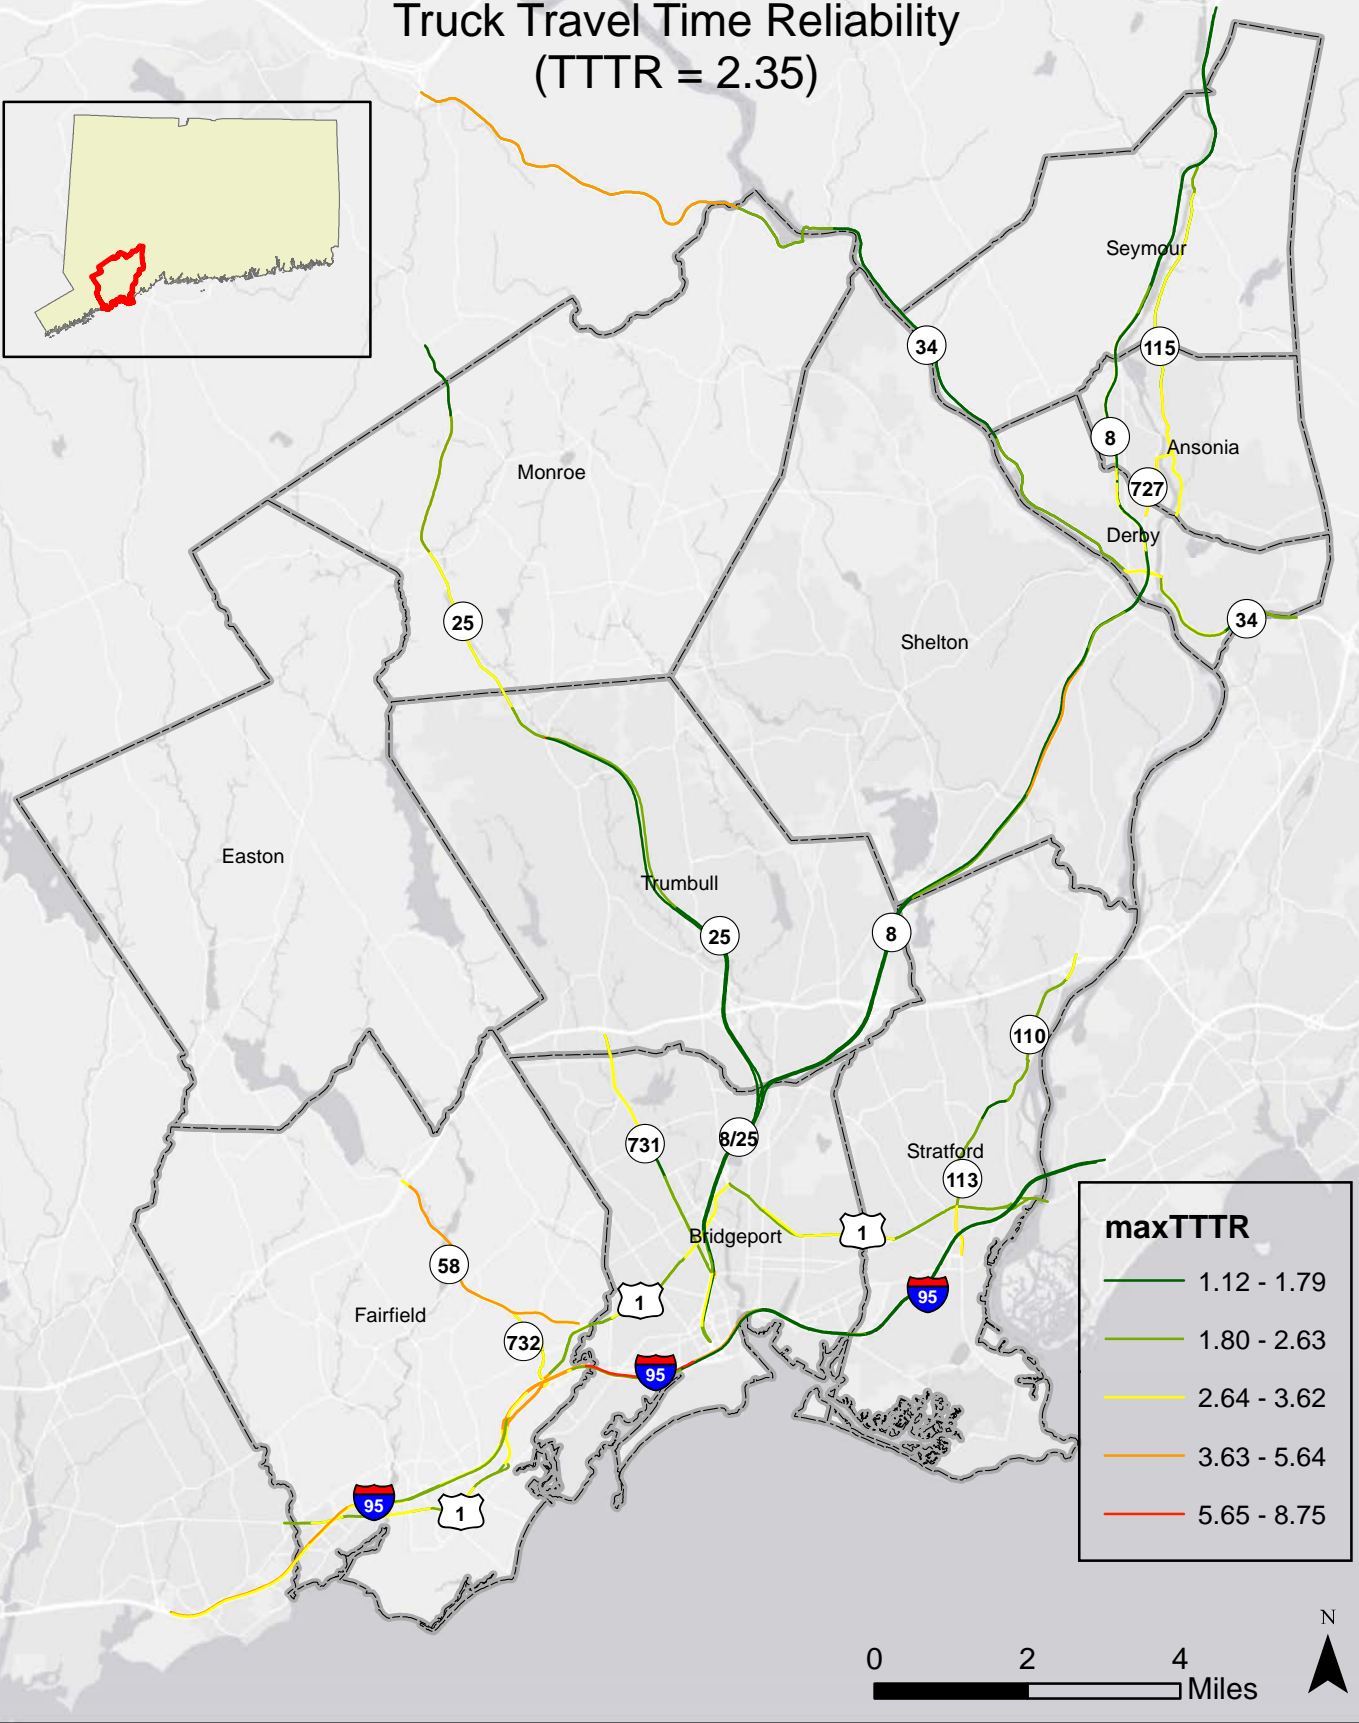 Truck Travel Time Reliability
(TTTR = 2.35)
Seymour
34
115
8
Ansonia
Monroe
727
Derby
25
34
Shelton
Easton
Trumbull
25
8
110
731
8/25
Stratford
113
Bridgeport
1
58
1
95
Fairfield
732
95
95
1
maxTTTR
1.12 - 1.79
1.80 - 2.63
2.64 - 3.62
3.63 - 5.64
5.65 - 8.75
N
0 2 4
Miles